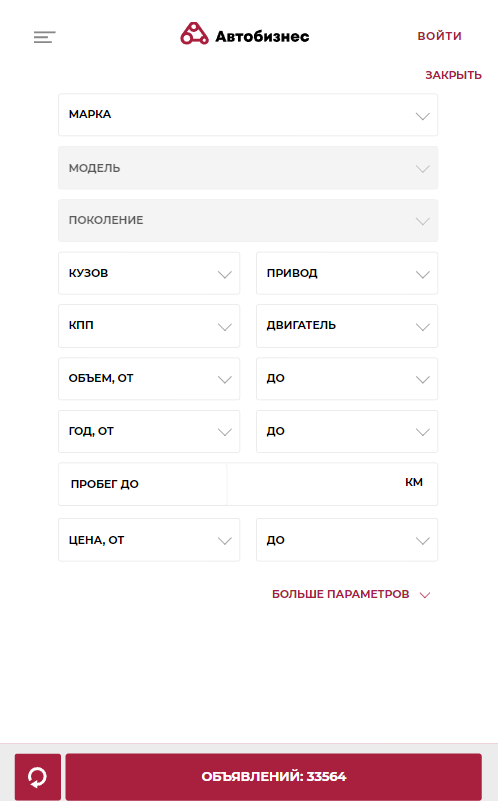 Автобизнес
ВОЙТИ
ЗАКРЫТЬ
МАРКА
МОДЕЛЬ
ПОКОЛЕНИЕ
КУЗОВ ПРИВОД
КПП ДВИГАТЕЛЬ
ОБЪЕМ, ОТ ДО
ГОД, ОТ ДО
ПРОБЕГ ДО КМ
ЦЕНА, ОТ ДО
БОЛЬШЕ ПАРАМЕТРОВ
ОБЪЯВЛЕНИЙ: 33564